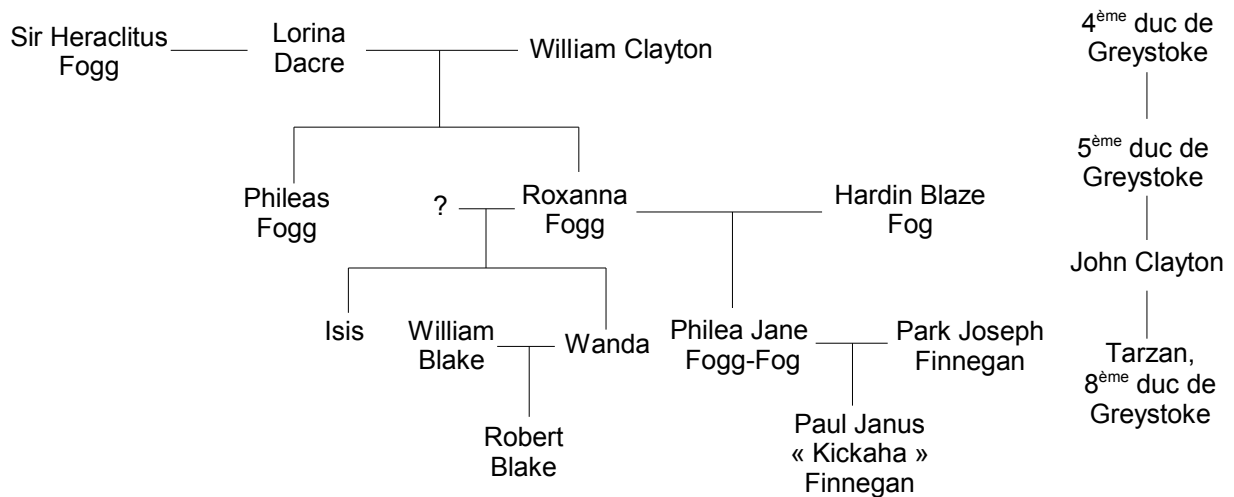 Sir Heraclitus
Fogg
Lorina
Dacre
William Clayton
4ème duc de
Greystoke
5ème duc de
Greystoke
Phileas
Fogg
?
Roxanna
Fogg
Hardin Blaze
Fog
John Clayton
Isis
William
Blake
Wanda
Philea Jane
Fogg-Fog
Park Joseph
Finnegan
Tarzan,
8ème duc de
Greystoke
Robert
Blake
Paul Janus
« Kickaha »
Finnegan